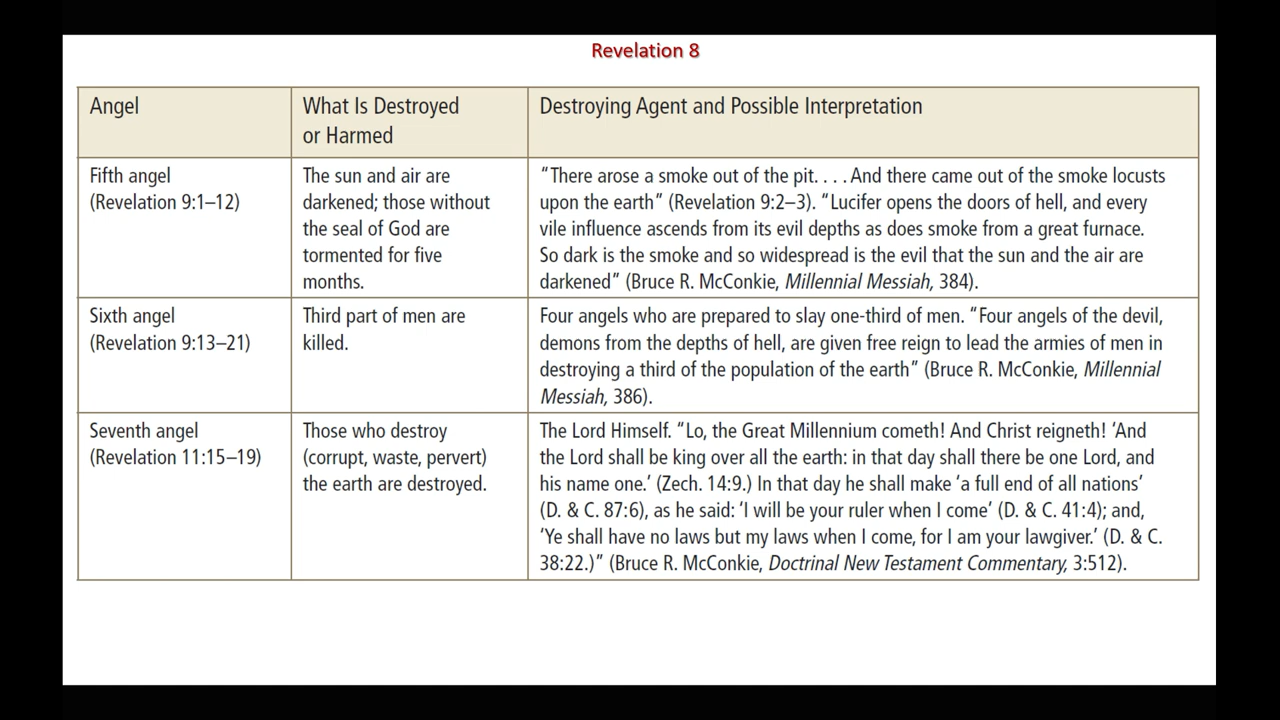 Revelation 8
Angel
What Is Destroyed
or Harmed
Destroying Agent and Possible Interpretation
Fifth angel
(Revelation 9:1–12)
The sun and air are
darkened; those without
the seal of God are
tormented for five
months.
“There arose a smoke out of the pit. . . . And there came out of the smoke locusts
upon the earth” (Revelation 9:2–3). “Lucifer opens the doors of hell, and every
vile influence ascends from its evil depths as does smoke from a great furnace.
So dark is the smoke and so widespread is the evil that the sun and the air are
darkened” (Bruce R. McConkie, Millennial Messiah, 384).
Sixth angel
(Revelation 9:13–21)
Third part of men are
killed.
Four angels who are prepared to slay one-third of men. “Four angels of the devil,
demons from the depths of hell, are given free reign to lead the armies of men in
destroying a third of the population of the earth” (Bruce R. McConkie, Millennial
Messiah, 386).
Seventh angel
(Revelation 11:15–19)
Those who destroy
(corrupt, waste, pervert)
the earth are destroyed.
The Lord Himself. “Lo, the Great Millennium cometh! And Christ reigneth! ‘And
the Lord shall be king over all the earth: in that day shall there be one Lord, and
his name one.’ (Zech. 14:9.) In that day he shall make ‘a full end of all nations’
(D. & C. 87:6), as he said: ‘I will be your ruler when I come’ (D. & C. 41:4); and,
‘Ye shall have no laws but my laws when I come, for I am your lawgiver.’ (D. & C.
38:22.)” (Bruce R. McConkie, Doctrinal New Testament Commentary, 3:512).